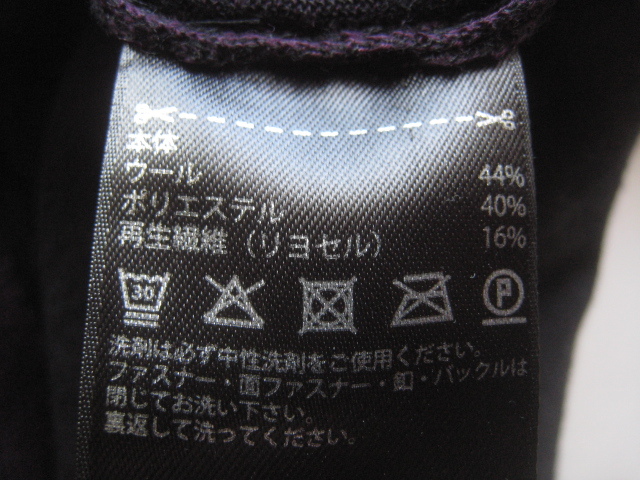 本体
ウール 44%
ポリエステル 40%
再生繊維（リヨセル） 16%
30 P
洗剤は必ず中性洗剤をご使用ください。
ファスナー・面ファスナー・釦・バックルは
閉じてお洗い下さい。
裏返して洗ってください。